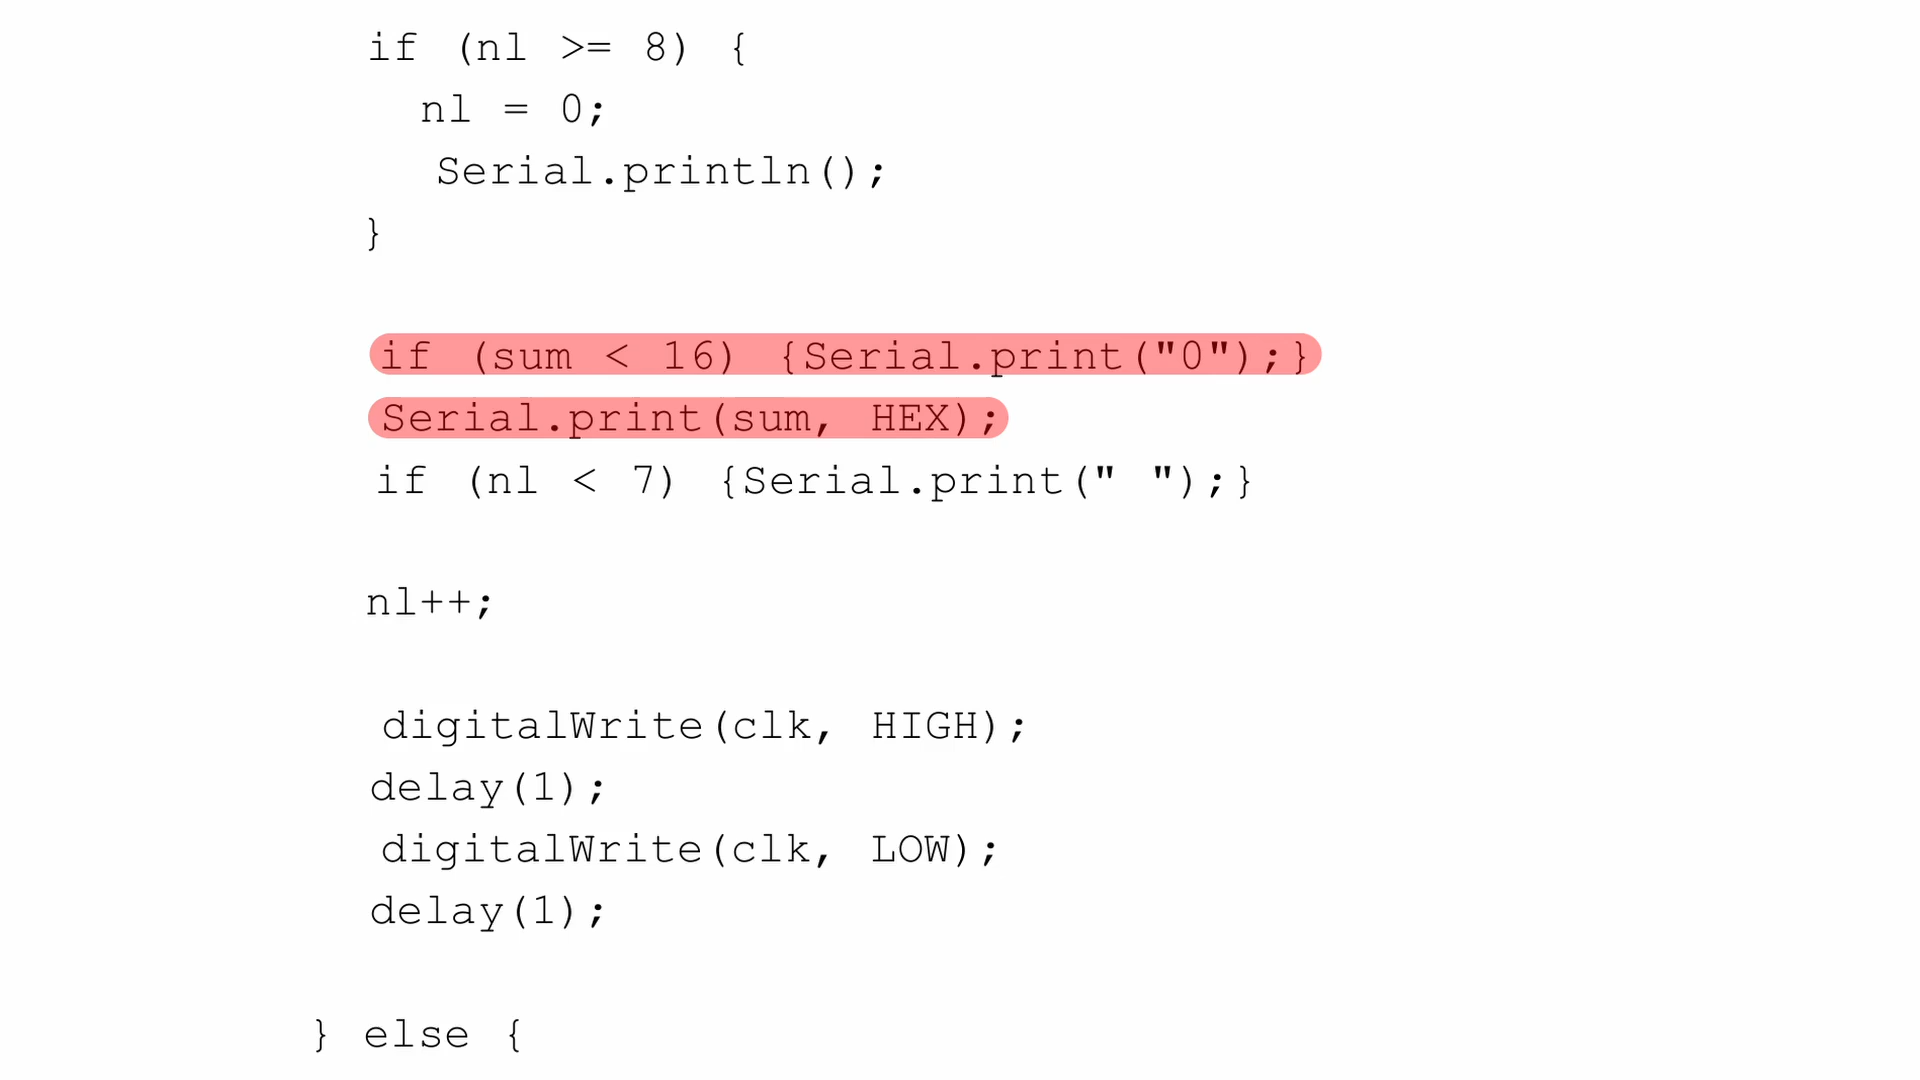 if (nl >= 8) {
nl = 0;
Serial.println();
}
if (sum < 16) {Serial.print("0");}
Serial.print(sum, HEX);
if (nl < 7) {Serial.print(" ");}
nl++;
digitalWrite(clk, HIGH);
delay(1);
digitalWrite(clk, LOW);
delay(1);
} else {